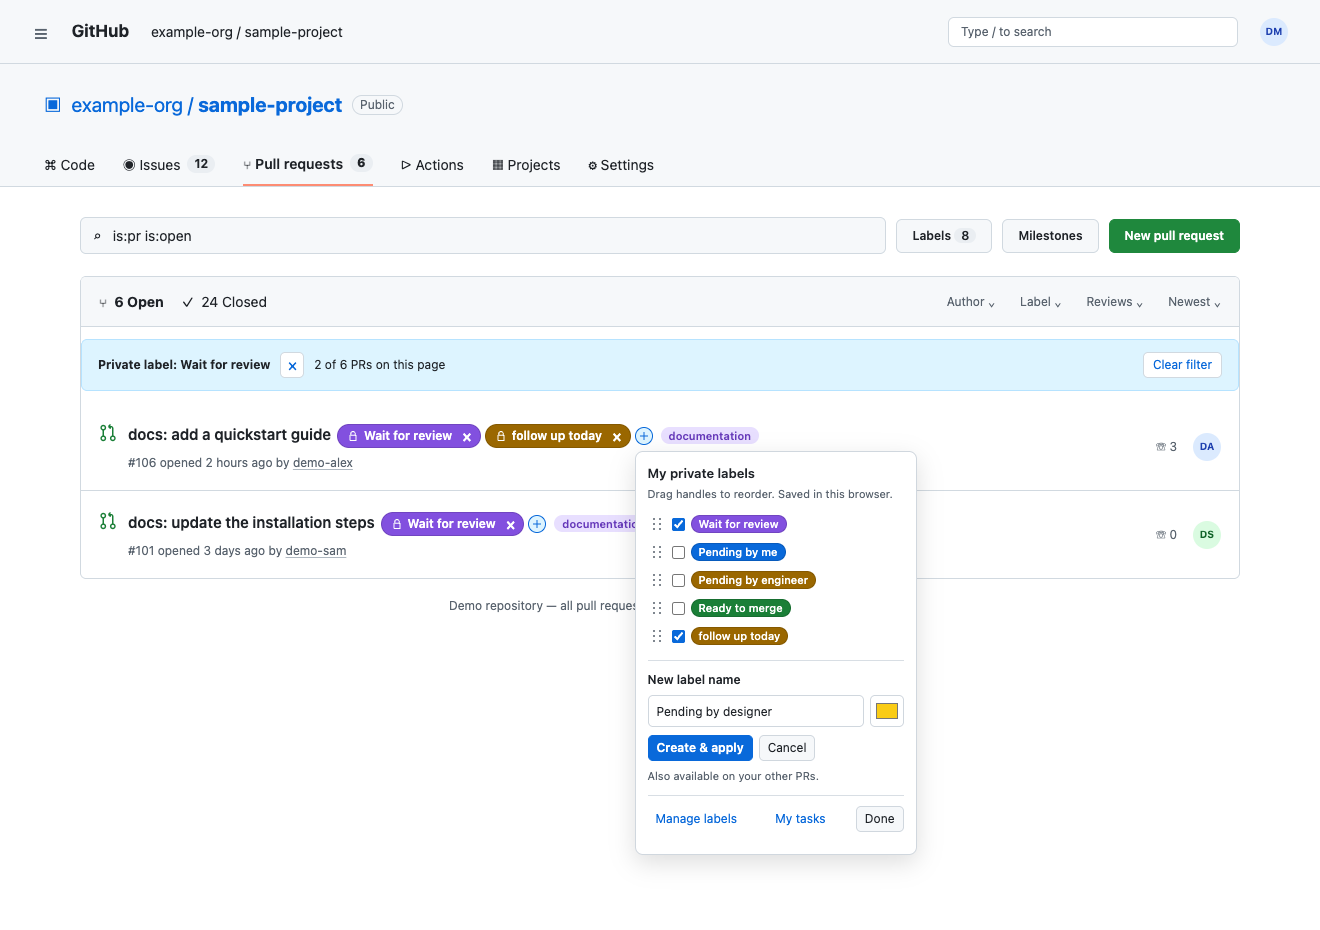 GitHub
example-org / sample-project
Type / to search
DM
example-org / sample-project
Public
Code
Issues 12
Pull requests 6
Actions
Projects
Settings
is:pr is:open
Labels 8
Milestones
New pull request
6 Open
24 Closed
Author
Label
Reviews
Newest
Private label: Wait for review
×
2 of 6 PRs on this page
Clear filter
docs: add a quickstart guide
Wait for review ×
follow up today ×
+
documentation
#106 opened 2 hours ago by demo-alex
3
DA
docs: update the installation steps
Wait for review ×
+
documentatio
#101 opened 3 days ago by demo-sam
0
DS
Demo repository — all pull reques
My private labels
Drag handles to reorder. Saved in this browser.
Wait for review
Pending by me
Pending by engineer
Ready to merge
follow up today
New label name
Pending by designer
Create & apply
Cancel
Also available on your other PRs.
Manage labels
My tasks
Done